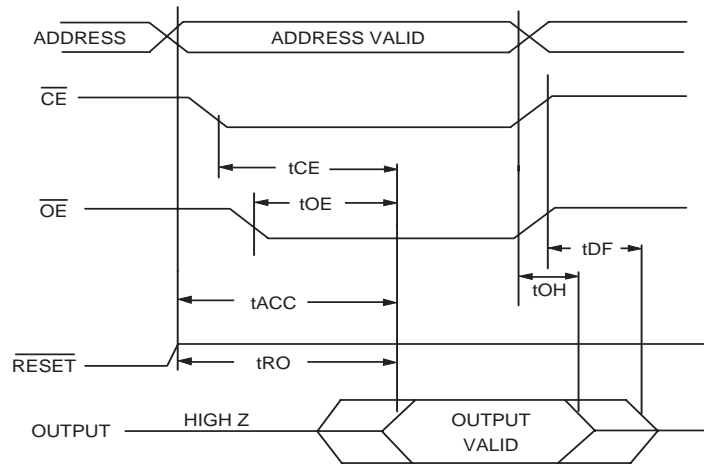 ADDRESS
ADDRESS VALID
CE
tCE
OE
tOE
tDF
tOH
tACC
RESET
tRO
OUTPUT
HIGH Z
OUTPUT
VALID